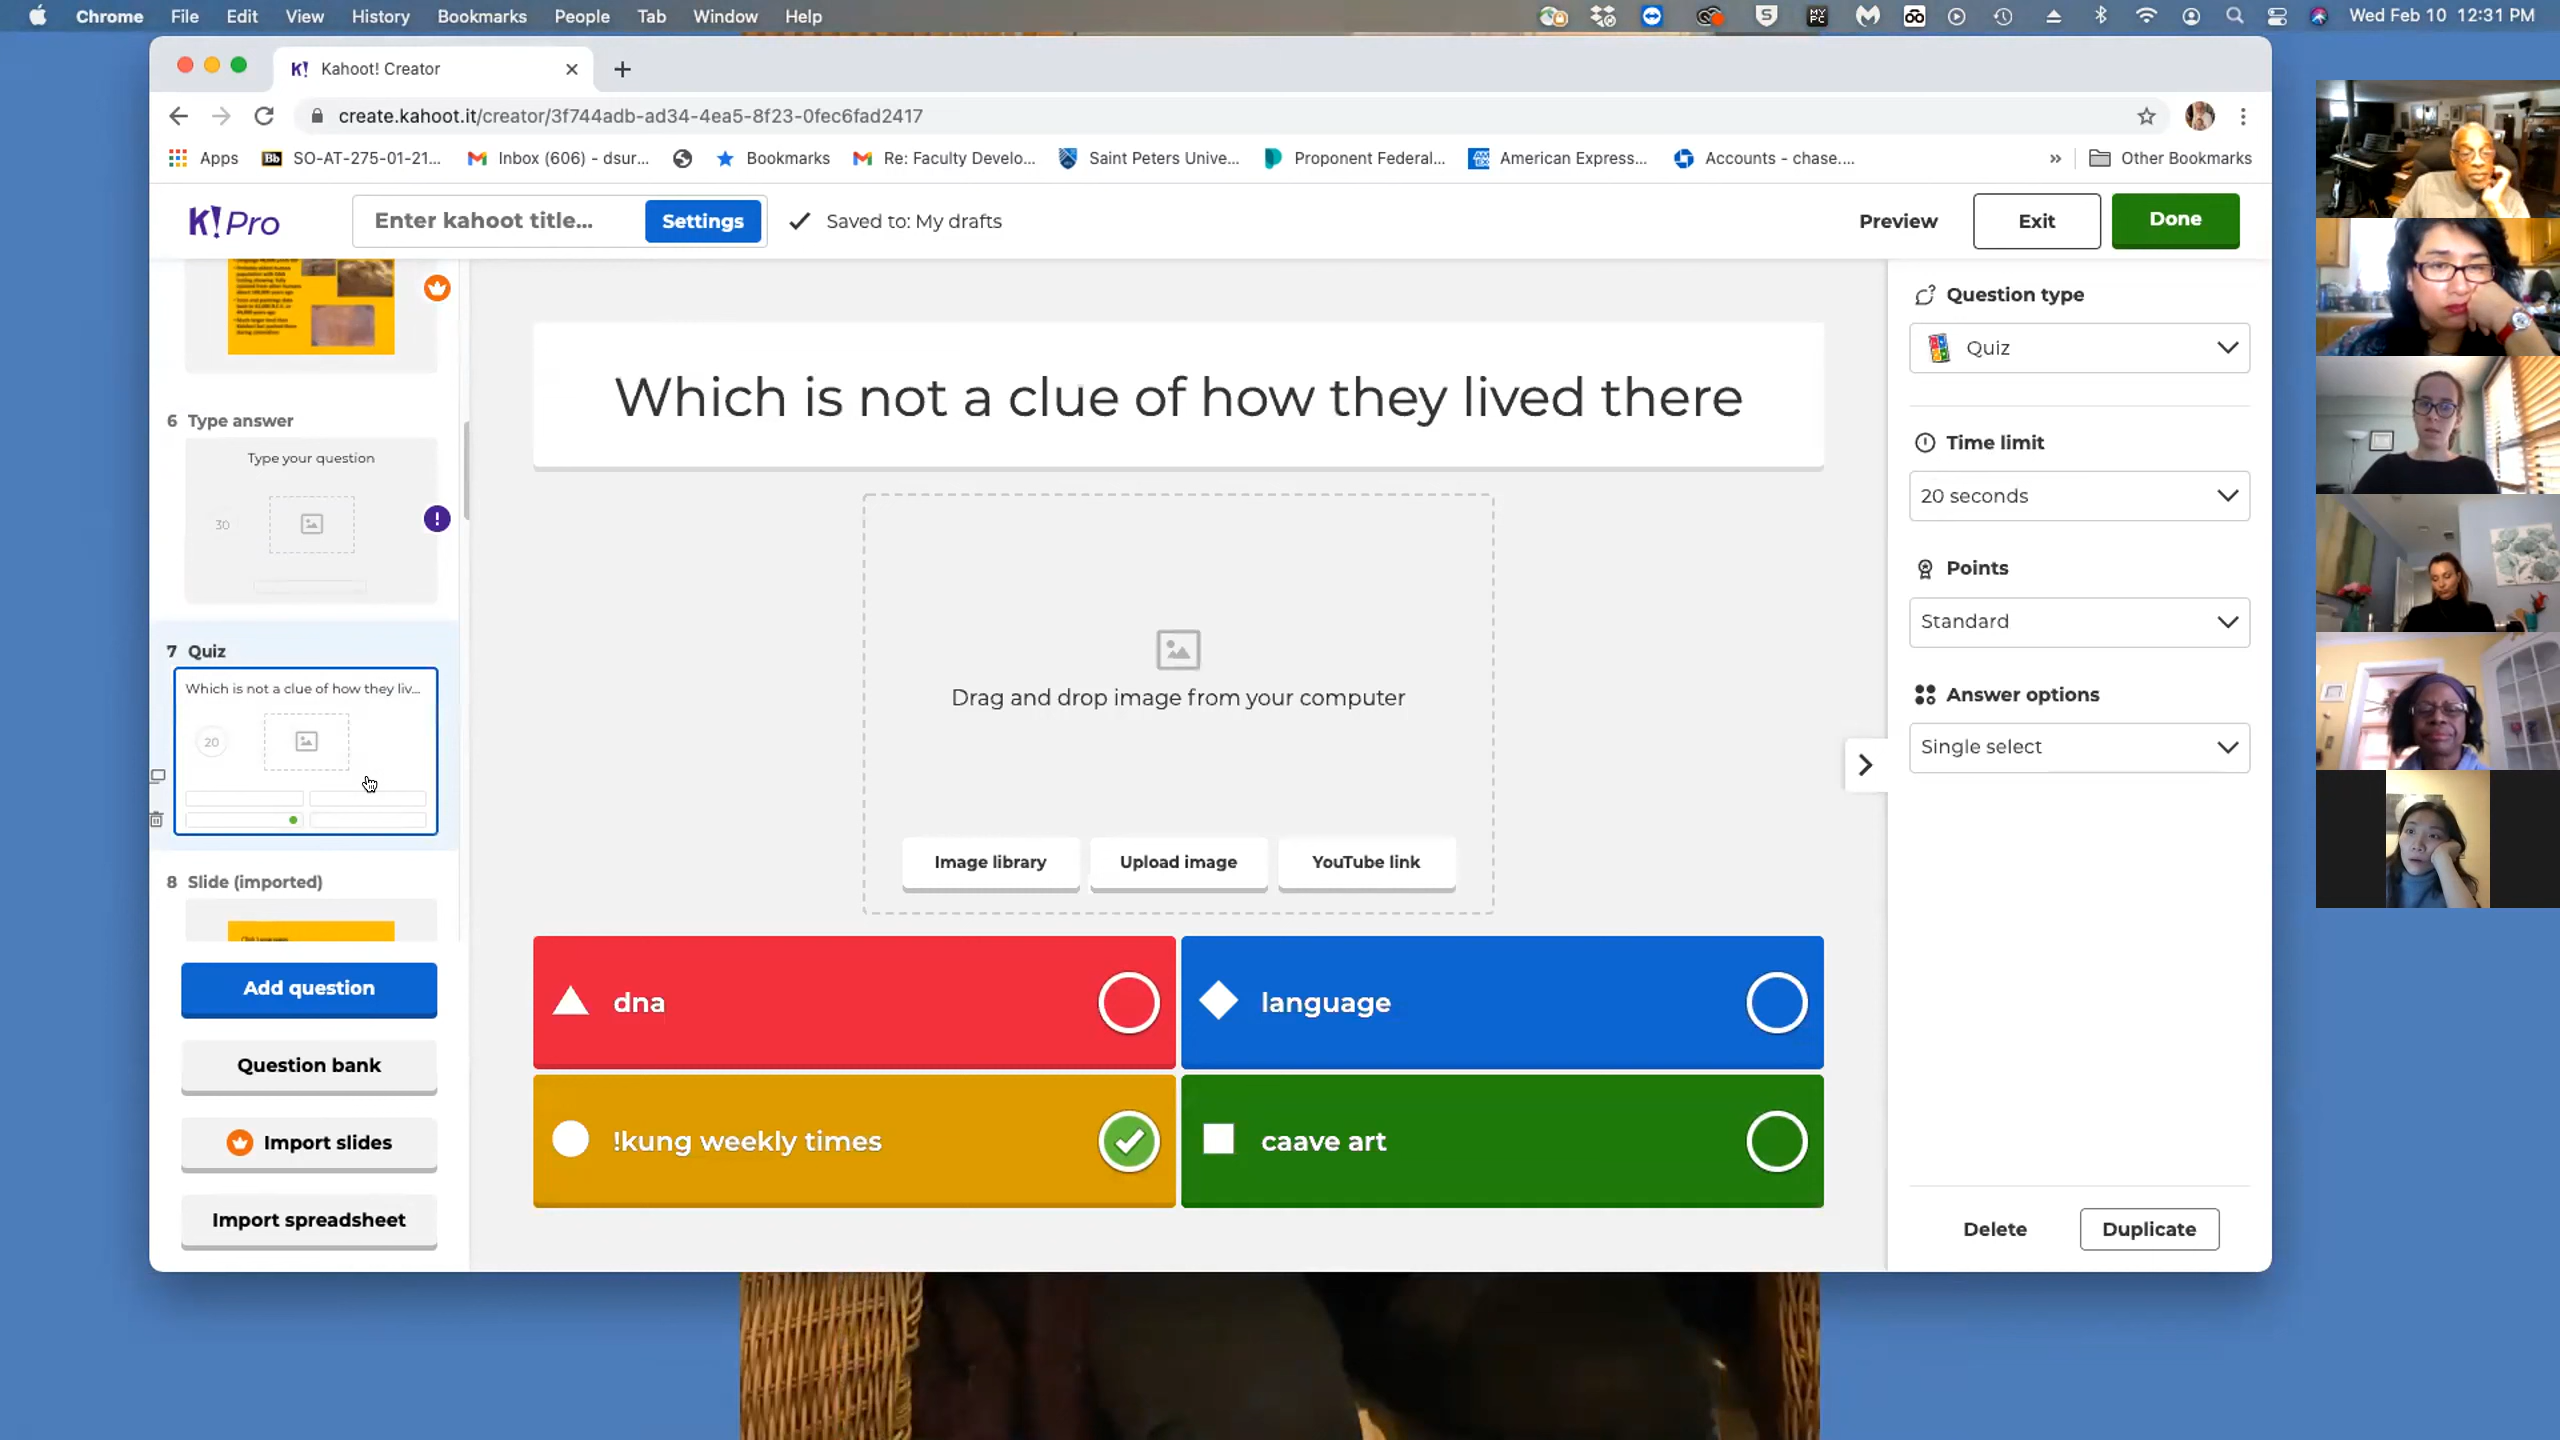 Chrome File Edit View History Bookmarks People Tab Window Help
Wed Feb 10 12:31 PM
K! Kahoot! Creator
create.kahoot.it/creator/3f744adb-ad34-4ea5-8f23-0fec6fad2417
Apps Bb SO-AT-275-01-21... Inbox (606) - dsur... Bookmarks Re: Faculty Develo... Saint Peters Unive... Proponent Federal... American Express... Accounts - chase.... » Other Bookmarks
K! Pro Enter kahoot title... Settings Saved to: My drafts Preview Exit Done
6 Type answer
Type your question
30
!
7 Quiz
Which is not a clue of how they liv...
20
8 Slide (imported)
Add question
Question bank
Import slides
Import spreadsheet
Which is not a clue of how they lived there
Drag and drop image from your computer
Image library Upload image YouTube link
dna
language
!kung weekly times
caave art
Question type
Quiz
Time limit
20 seconds
Points
Standard
Answer options
Single select
Delete Duplicate